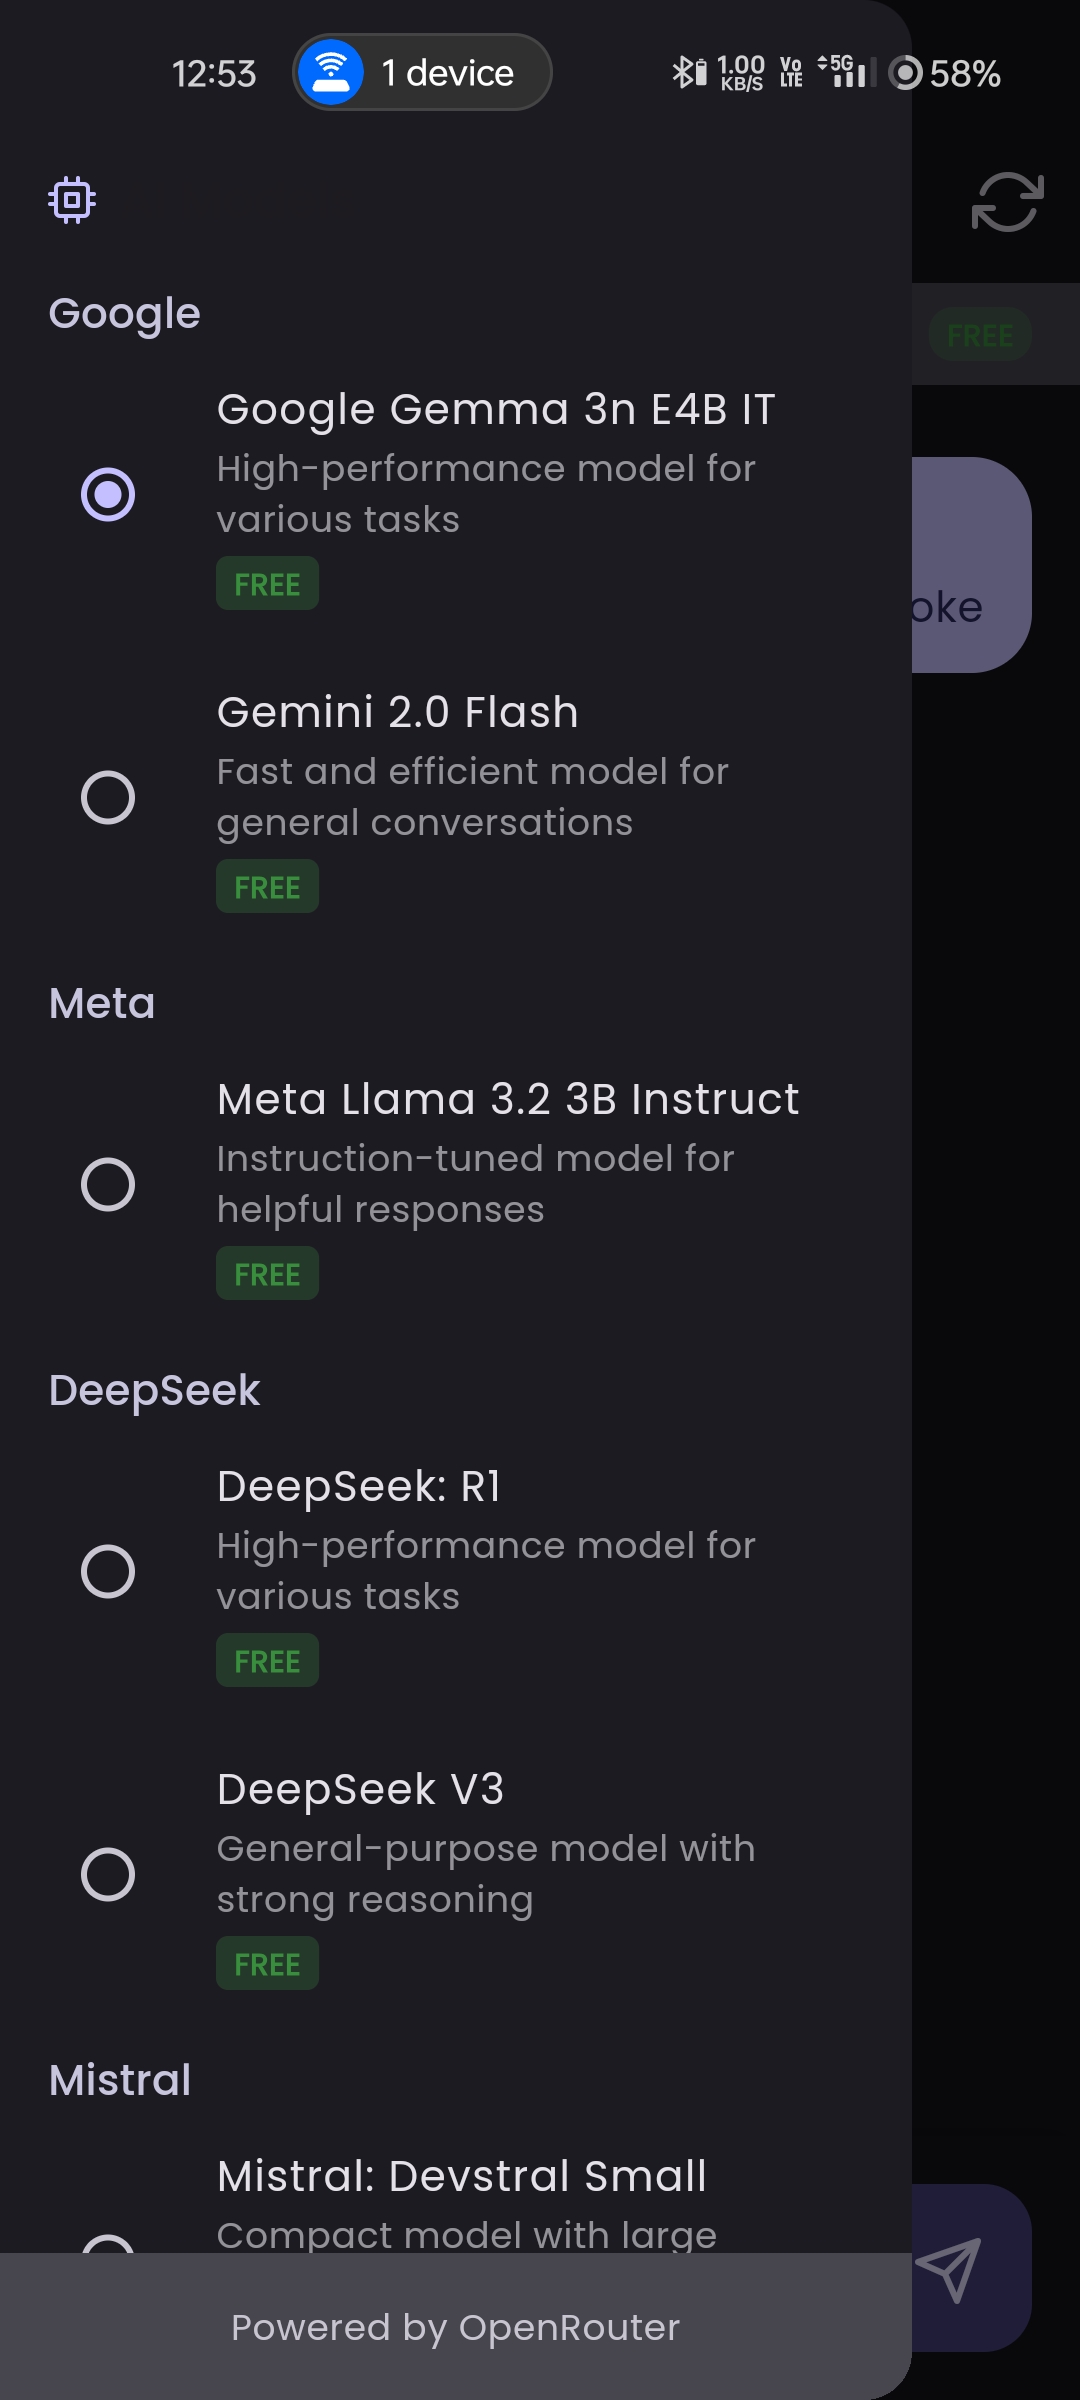 12:53
1 device
1.00
KB/S
Vo
LTE
5G
58%
Google
FREE
Google Gemma 3n E4B IT
High-performance model for
various tasks
FREE
oke
Gemini 2.0 Flash
Fast and efficient model for
general conversations
FREE
Meta
Meta Llama 3.2 3B Instruct
Instruction-tuned model for
helpful responses
FREE
DeepSeek
DeepSeek: R1
High-performance model for
various tasks
FREE
DeepSeek V3
General-purpose model with
strong reasoning
FREE
Mistral
Mistral: Devstral Small
Compact model with large
Powered by OpenRouter